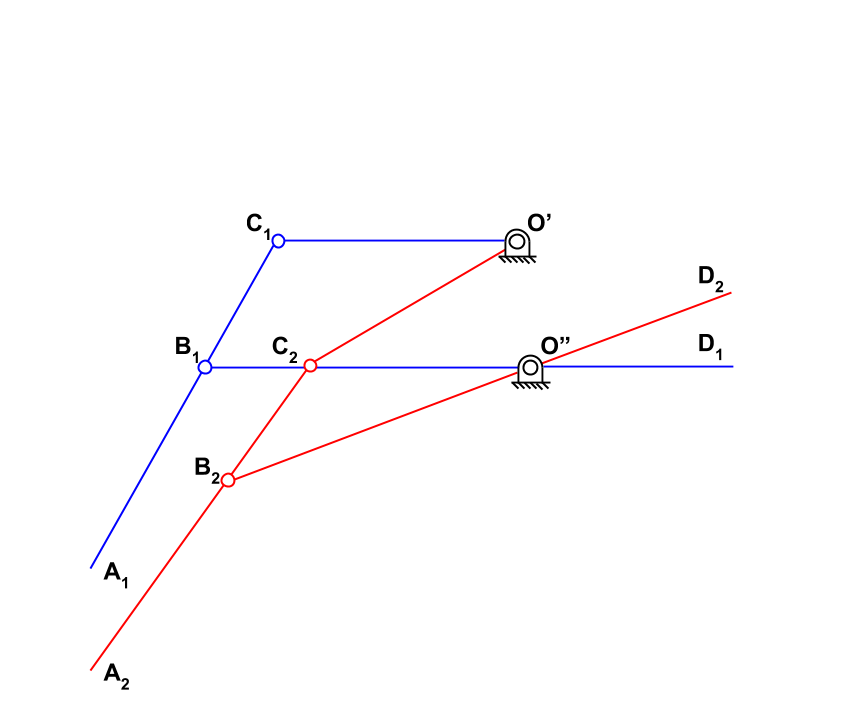 C₁
O’
D₂
B₁
C₂
O”
D₁
B₂
A₁
A₂